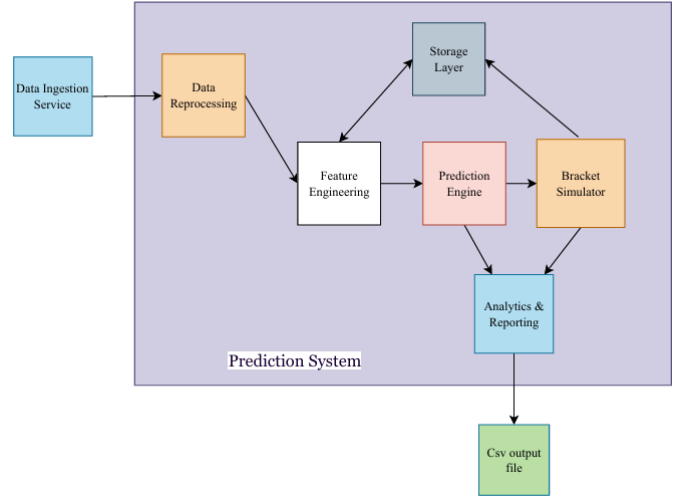 Storage
Layer
Data Ingestion
Service
Data
Reprocessing
Feature
Engineering
Prediction
Engine
Bracket
Simulator
Analytics &
Reporting
Prediction System
Csv output
file